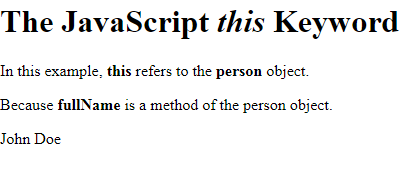 The JavaScript this Keyword
In this example, this refers to the person object.
Because fullName is a method of the person object.
John Doe